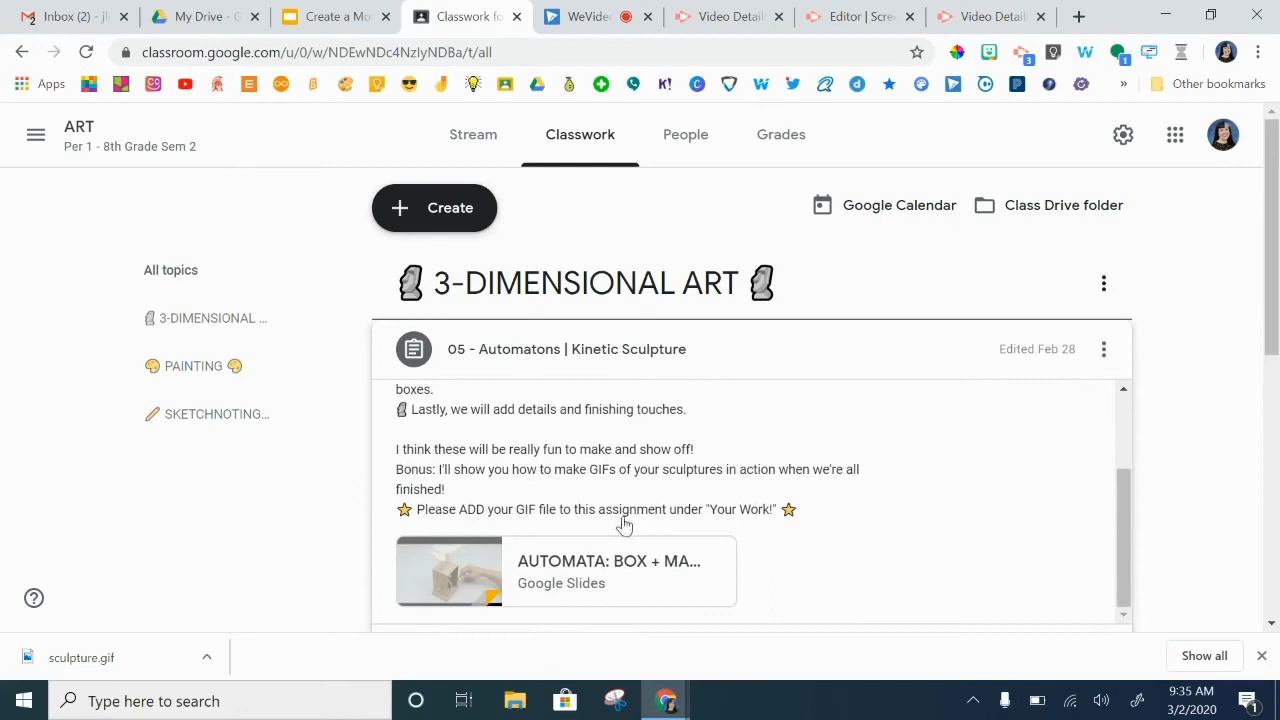 Inbox (2) - jl
My Drive - G
Create a Mo
Classwork fo
WeVideo
Video Detai
Editor | Scre
Video Detai
classroom.google.com/u/0/w/NDEwNDc4NzIyNDBa/t/all
3
1
Apps
Other bookmarks
ART
Per 1 - 8th Grade Sem 2
Stream
Classwork
People
Grades
Create
Google Calendar
Class Drive folder
All topics
3-DIMENSIONAL ...
PAINTING
SKETCHNOTING...
3-DIMENSIONAL ART
05 - Automatons | Kinetic Sculpture
Edited Feb 28
boxes.
Lastly, we will add details and finishing touches.
I think these will be really fun to make and show off!
Bonus: I'll show you how to make GIFs of your sculptures in action when we're all
finished!
Please ADD your GIF file to this assignment under "Your Work!"
AUTOMATA: BOX + MA...
Google Slides
sculpture.gif
Show all
Type here to search
9:35 AM
3/2/2020
1